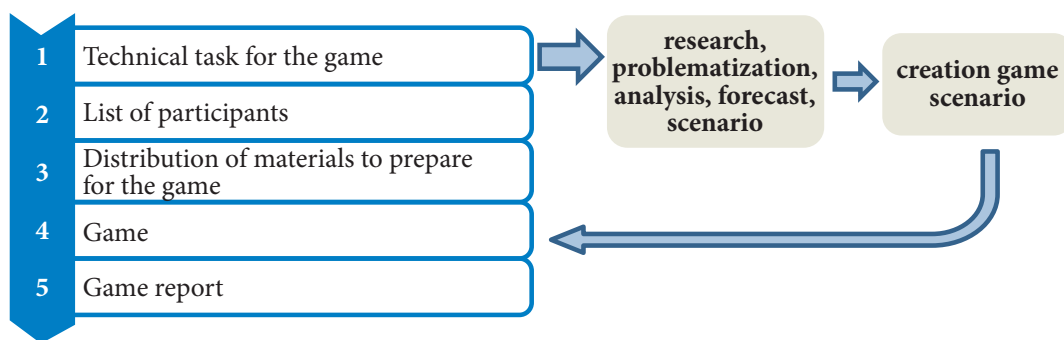 1 Technical task for the game
2 List of participants
3 Distribution of materials to prepare
for the game
4 Game
5 Game report
research,
problematization,
analysis, forecast,
scenario
creation game
scenario